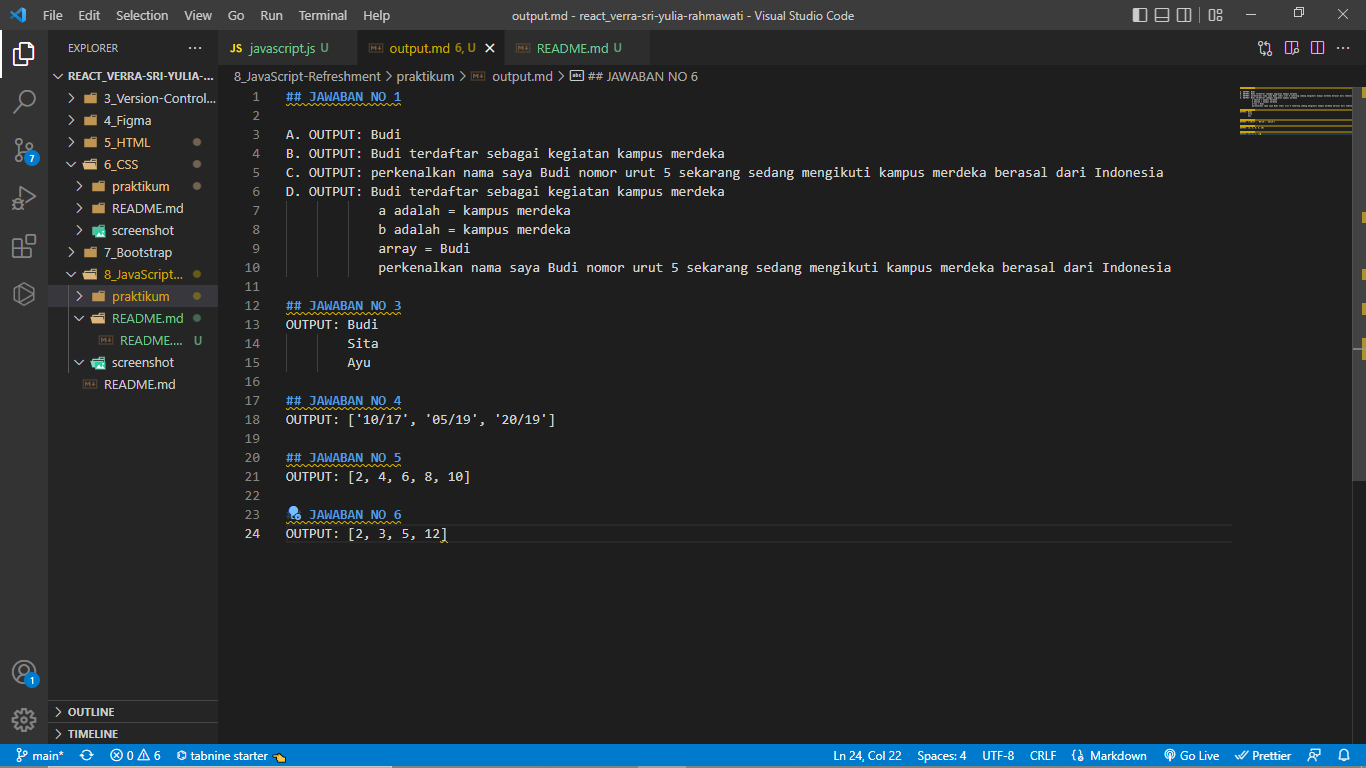 File Edit Selection View Go Run Terminal Help output.md - react_verra-sri-yulia-rahmawati - Visual Studio Code
EXPLORER
JS javascript.js U
output.md 6, U
README.md U
REACT_VERRA-SRI-YULIA-...
3_Version-Control...
4_Figma
5_HTML
6_CSS
praktikum
README.md
screenshot
7_Bootstrap
8_JavaScript...
praktikum
README.md
README.... U
screenshot
README.md
OUTLINE
TIMELINE
8_JavaScript-Refreshment > praktikum > output.md > abc ## JAWABAN NO 6
1 ## JAWABAN NO 1
2
3 A. OUTPUT: Budi
4 B. OUTPUT: Budi terdaftar sebagai kegiatan kampus merdeka
5 C. OUTPUT: perkenalkan nama saya Budi nomor urut 5 sekarang sedang mengikuti kampus merdeka berasal dari Indonesia
6 D. OUTPUT: Budi terdaftar sebagai kegiatan kampus merdeka
7 a adalah = kampus merdeka
8 b adalah = kampus merdeka
9 array = Budi
10 perkenalkan nama saya Budi nomor urut 5 sekarang sedang mengikuti kampus merdeka berasal dari Indonesia
11
12 ## JAWABAN NO 3
13 OUTPUT: Budi
14 Sita
15 Ayu
16
17 ## JAWABAN NO 4
18 OUTPUT: ['10/17', '05/19', '20/19']
19
20 ## JAWABAN NO 5
21 OUTPUT: [2, 4, 6, 8, 10]
22
23 JAWABAN NO 6
24 OUTPUT: [2, 3, 5, 12]
7
1
main* 0 6 tabnine starter Ln 24, Col 22 Spaces: 4 UTF-8 CRLF Markdown Go Live Prettier